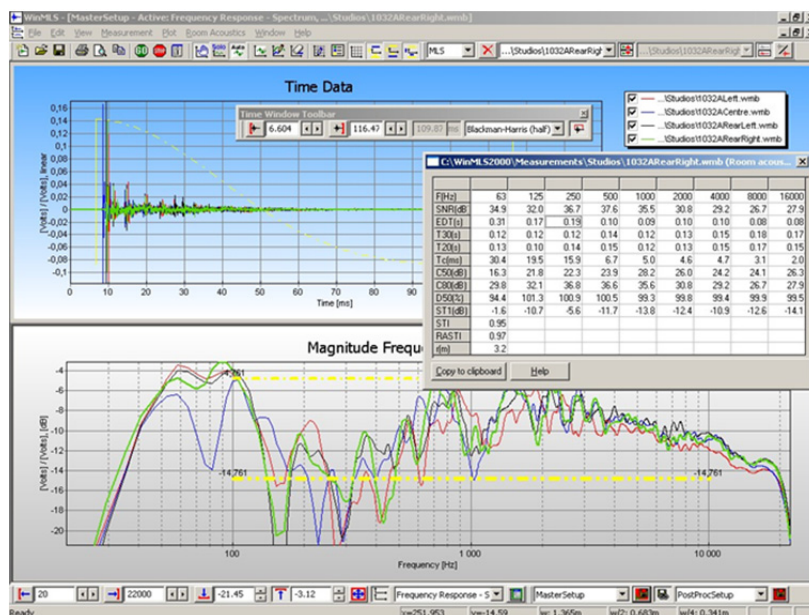 WinMLS - [MasterSetup - Active: Frequency Response - Spectrum, ...\Studios\1032ARearRight.wmb]
File Edit View Measurement Plot Room Acoustics Window Help
GO STOP Auto MLS ...\Studios\1032ARearRigh ...\Studios\1032ARearRight.w
Time Data
[Volts] / [Volts], linear
0,16
0,14
0,12
0,1
0,08
0,06
0,04
0,02
0
-0,02
-0,04
-0,06
-0,08
-0,1
0 10 20 30 40 50 60 70 80 90
Time [ms]
Time Window Toolbar
6.604 116.47 109.87 ms Blackman-Harris (half)
...\Studios\1032ALeft.wmb
...\Studios\1032ACentre.wmb
...\Studios\1032ARearLeft.wmb
...\Studios\1032ARearRight.wmb
C:\WinMLS2000\Measurements\Studios\1032ARearRight.wmb (Room acous...
F[Hz] 63 125 250 500 1000 2000 4000 8000 16000
SNR[dB] 34.9 32.0 36.7 37.6 35.5 30.8 29.2 26.7 27.9
EDT[s] 0.31 0.17 0.19 0.10 0.09 0.10 0.10 0.08 0.08
T30[s] 0.12 0.12 0.12 0.14 0.12 0.13 0.15 0.18 0.17
T20[s] 0.13 0.10 0.14 0.15 0.12 0.13 0.15 0.17 0.15
Tc[ms] 30.4 19.5 15.9 6.7 5.0 4.6 4.7 3.1 2.0
C50[dB] 16.3 21.8 22.3 23.9 28.2 26.0 24.2 24.1 26.3
C80[dB] 29.8 32.1 36.8 36.6 35.6 30.8 29.2 26.7 27.9
D50[%] 94.4 101.3 100.9 100.5 99.3 99.8 99.4 99.9 99.5
ST1[dB] -1.6 -10.7 -5.6 -11.7 -13.8 -12.4 -10.9 -12.6 -14.1
STI 0.95
RASTI 0.97
r[m] 3.2
Copy to clipboard Help
Magnitude Freque
[Volts] / [Volts], [dB]
-4
-6
-8
-10
-12
-14
-16
-18
-20
-14,761 -14,761
100 1 000 10 000
Frequency [Hz]
20 22000 -21.45 -3.12 Frequency Response - S MasterSetup PostProcSetup
Ready x=251.953 y=-14.59 w: 1.365m w/2: 0.683m w/4: 0.341m